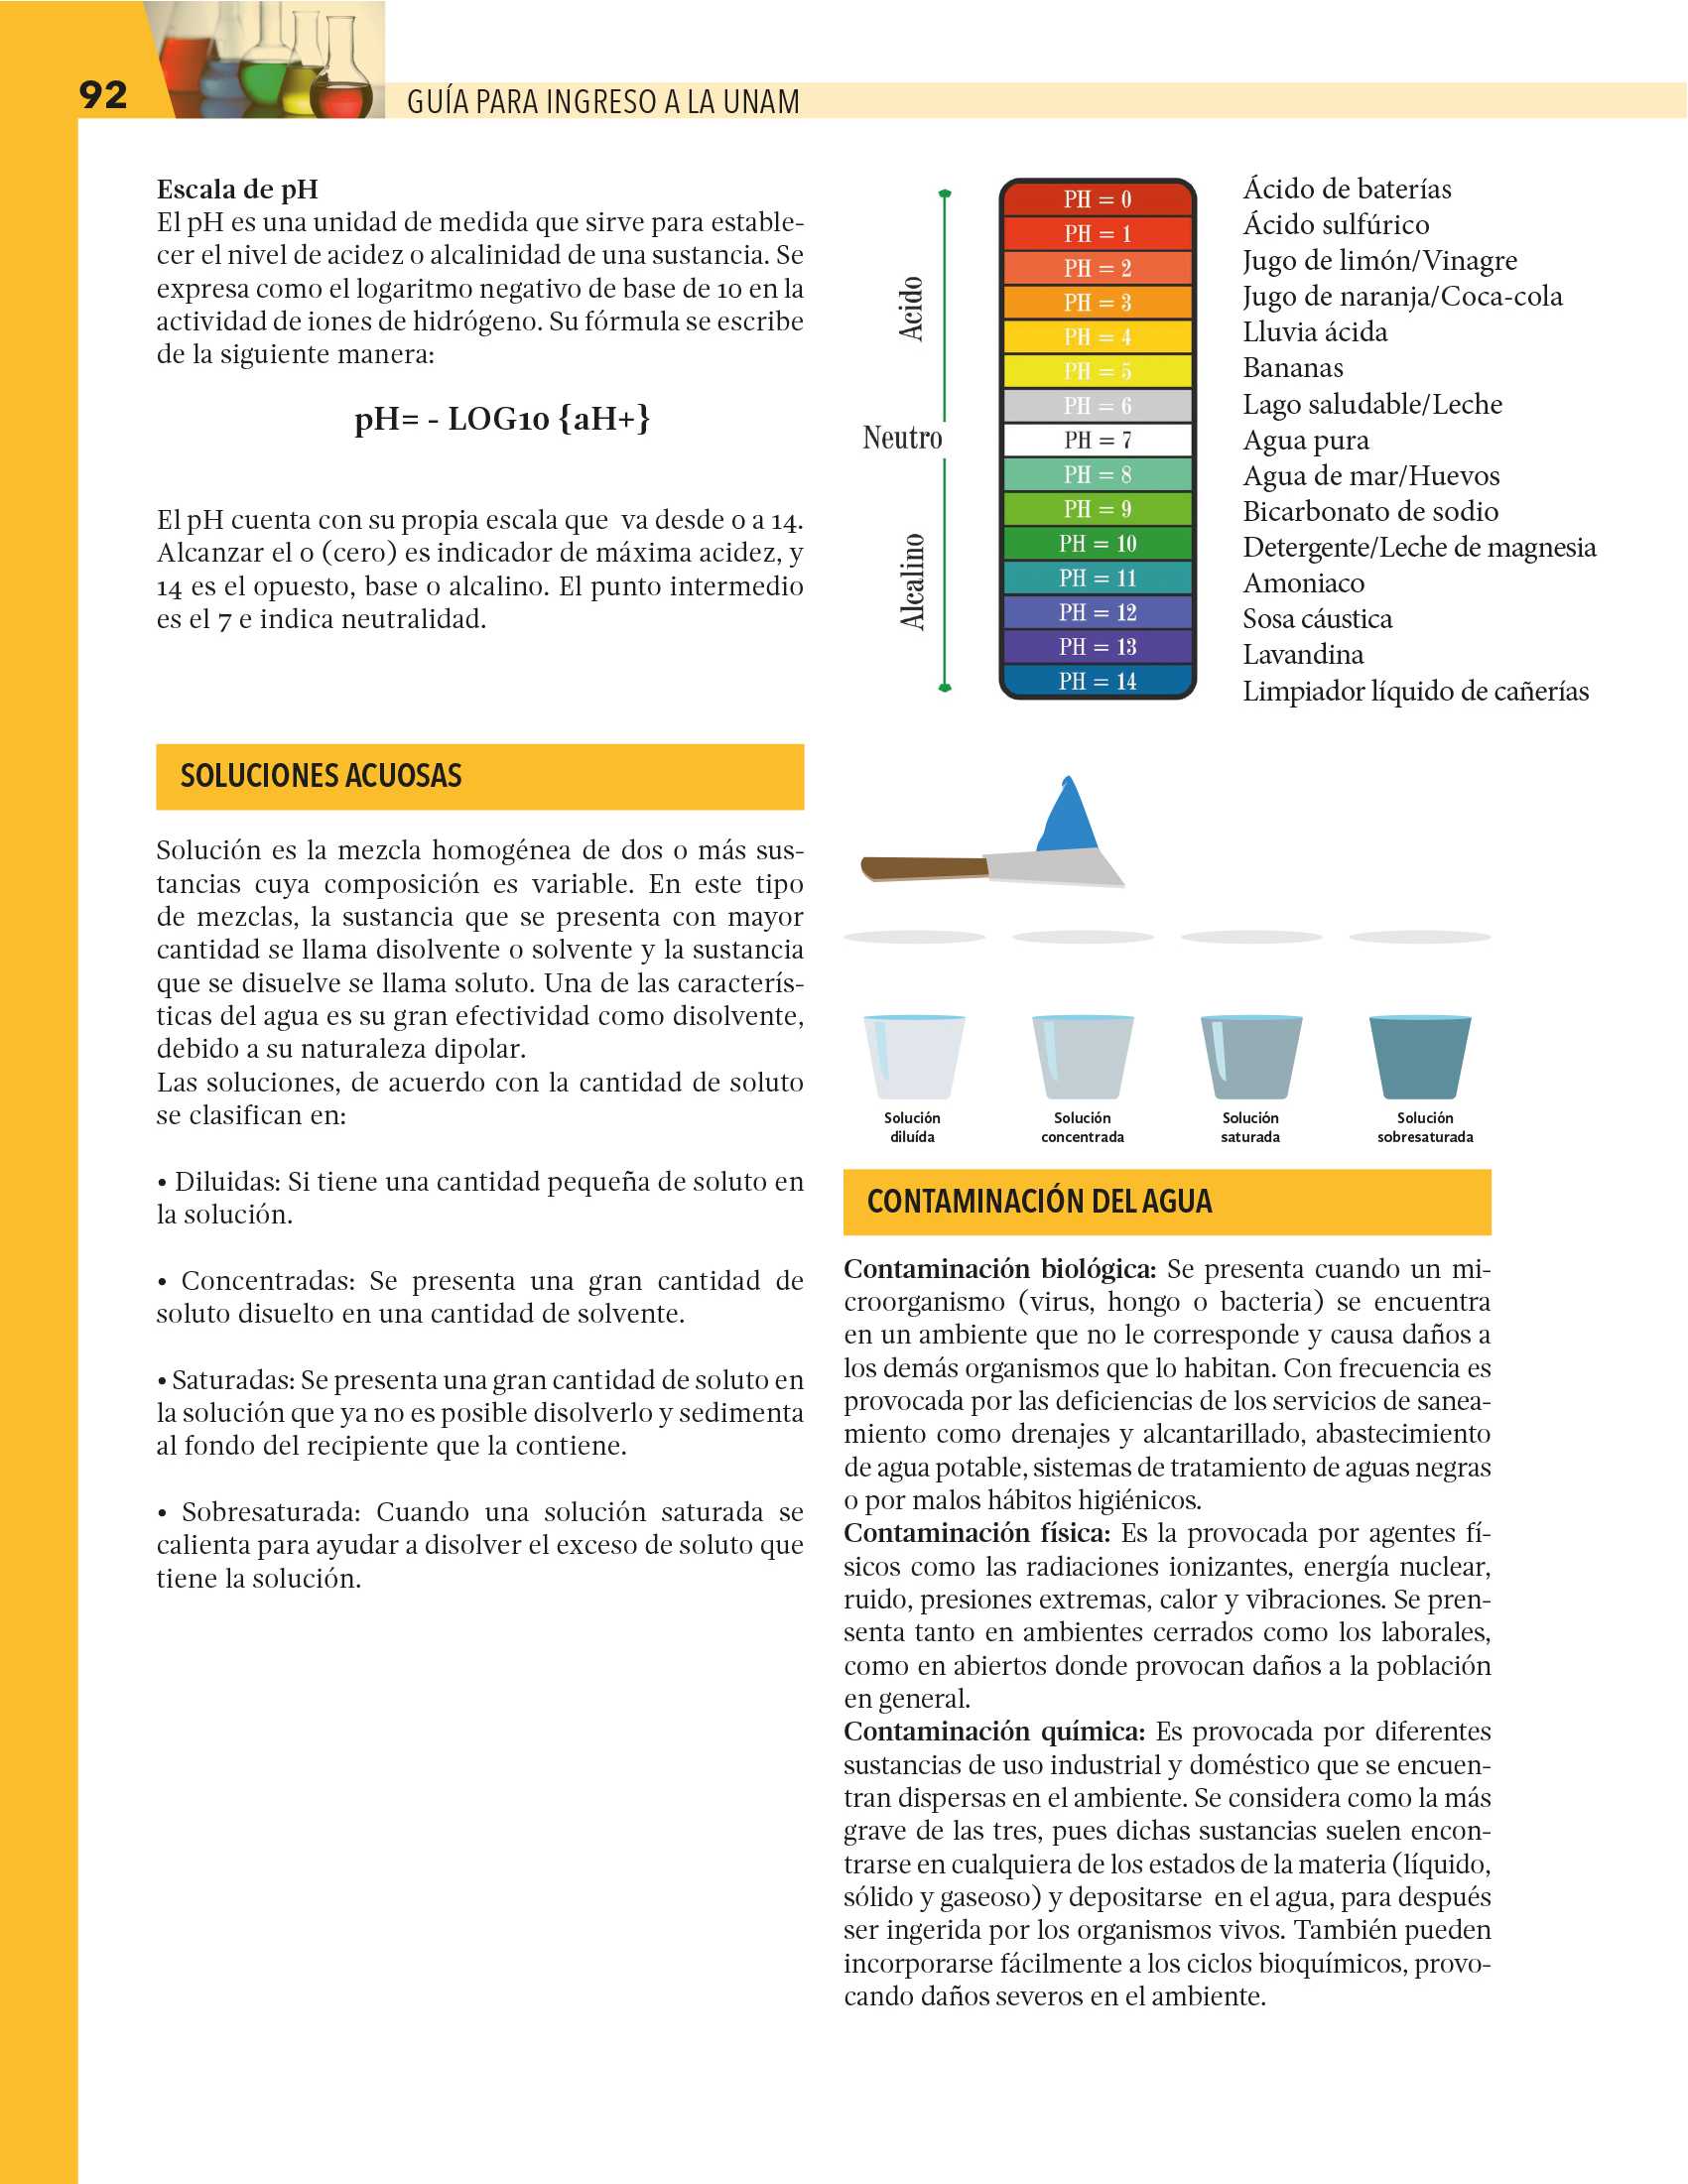 92
GUÍA PARA INGRESO A LA UNAM
Escala de pH
El pH es una unidad de medida que sirve para estable-
cer el nivel de acidez o alcalinidad de una sustancia. Se
expresa como el logaritmo negativo de base de 10 en la
actividad de iones de hidrógeno. Su fórmula se escribe
de la siguiente manera:
pH= - LOG10 {aH+}
El pH cuenta con su propia escala que va desde 0 a 14.
Alcanzar el 0 (cero) es indicador de máxima acidez, y
14 es el opuesto, base o alcalino. El punto intermedio
es el 7 e indica neutralidad.
Acido
Neutro
Alcalino
PH = 0 Ácido de baterías
PH = 1 Ácido sulfúrico
PH = 2 Jugo de limón/Vinagre
PH = 3 Jugo de naranja/Coca-cola
PH = 4 Lluvia ácida
PH = 5 Bananas
PH = 6 Lago saludable/Leche
PH = 7 Agua pura
PH = 8 Agua de mar/Huevos
PH = 9 Bicarbonato de sodio
PH = 10 Detergente/Leche de magnesia
PH = 11 Amoniaco
PH = 12 Sosa cáustica
PH = 13 Lavandina
PH = 14 Limpiador líquido de cañerías
SOLUCIONES ACUOSAS
Solución es la mezcla homogénea de dos o más sus-
tancias cuya composición es variable. En este tipo
de mezclas, la sustancia que se presenta con mayor
cantidad se llama disolvente o solvente y la sustancia
que se disuelve se llama soluto. Una de las caracterís-
ticas del agua es su gran efectividad como disolvente,
debido a su naturaleza dipolar.
Las soluciones, de acuerdo con la cantidad de soluto
se clasifican en:
• Diluidas: Si tiene una cantidad pequeña de soluto en
la solución.
• Concentradas: Se presenta una gran cantidad de
soluto disuelto en una cantidad de solvente.
• Saturadas: Se presenta una gran cantidad de soluto en
la solución que ya no es posible disolverlo y sedimenta
al fondo del recipiente que la contiene.
• Sobresaturada: Cuando una solución saturada se
calienta para ayudar a disolver el exceso de soluto que
tiene la solución.
Solución
diluída
Solución
concentrada
Solución
saturada
Solución
sobresaturada
CONTAMINACIÓN DEL AGUA
Contaminación biológica: Se presenta cuando un mi-
croorganismo (virus, hongo o bacteria) se encuentra
en un ambiente que no le corresponde y causa daños a
los demás organismos que lo habitan. Con frecuencia es
provocada por las deficiencias de los servicios de sanea-
miento como drenajes y alcantarillado, abastecimiento
de agua potable, sistemas de tratamiento de aguas negras
o por malos hábitos higiénicos.
Contaminación física: Es la provocada por agentes fí-
sicos como las radiaciones ionizantes, energía nuclear,
ruido, presiones extremas, calor y vibraciones. Se pren-
senta tanto en ambientes cerrados como los laborales,
como en abiertos donde provocan daños a la población
en general.
Contaminación química: Es provocada por diferentes
sustancias de uso industrial y doméstico que se encuen-
tran dispersas en el ambiente. Se considera como la más
grave de las tres, pues dichas sustancias suelen encon-
trarse en cualquiera de los estados de la materia (líquido,
sólido y gaseoso) y depositarse en el agua, para después
ser ingerida por los organismos vivos. También pueden
incorporarse fácilmente a los ciclos bioquímicos, provo-
cando daños severos en el ambiente.